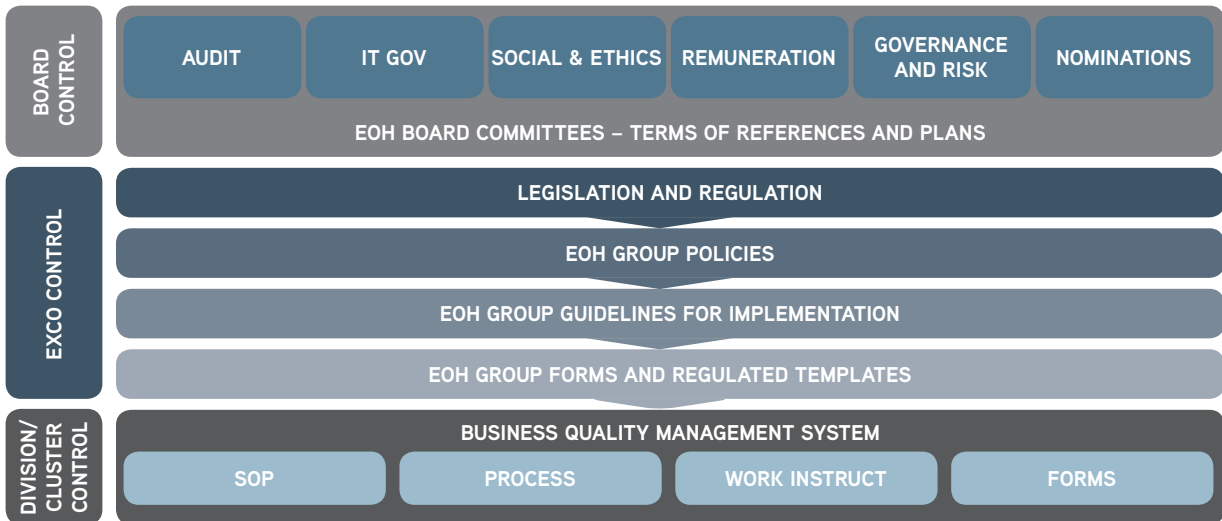 BOARD
CONTROL
AUDIT
IT GOV
SOCIAL & ETHICS
REMUNERATION
GOVERNANCE
AND RISK
NOMINATIONS
EOH BOARD COMMITTEES – TERMS OF REFERENCES AND PLANS
EXCO CONTROL
LEGISLATION AND REGULATION
EOH GROUP POLICIES
EOH GROUP GUIDELINES FOR IMPLEMENTATION
EOH GROUP FORMS AND REGULATED TEMPLATES
DIVISION/
CLUSTER
CONTROL
BUSINESS QUALITY MANAGEMENT SYSTEM
SOP
PROCESS
WORK INSTRUCT
FORMS